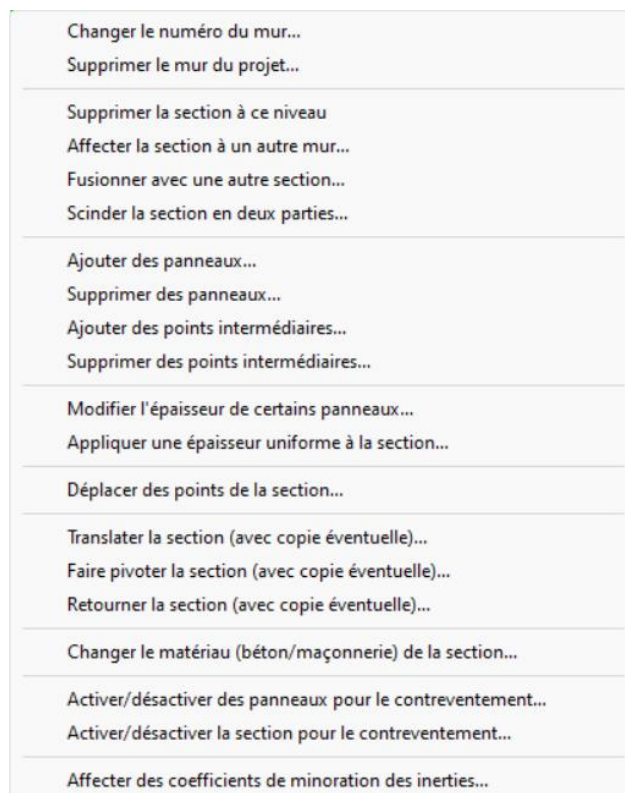 Changer le numéro du mur...
Supprimer le mur du projet...
Supprimer la section à ce niveau
Affecter la section à un autre mur...
Fusionner avec une autre section...
Scinder la section en deux parties...
Ajouter des panneaux...
Supprimer des panneaux...
Ajouter des points intermédiaires...
Supprimer des points intermédiaires...
Modifier l'épaisseur de certains panneaux...
Appliquer une épaisseur uniforme à la section...
Déplacer des points de la section...
Translater la section (avec copie éventuelle)...
Faire pivoter la section (avec copie éventuelle)...
Retourner la section (avec copie éventuelle)...
Changer le matériau (béton/maçonnerie) de la section...
Activer/désactiver des panneaux pour le contreventement...
Activer/désactiver la section pour le contreventement...
Affecter des coefficients de minoration des inerties...